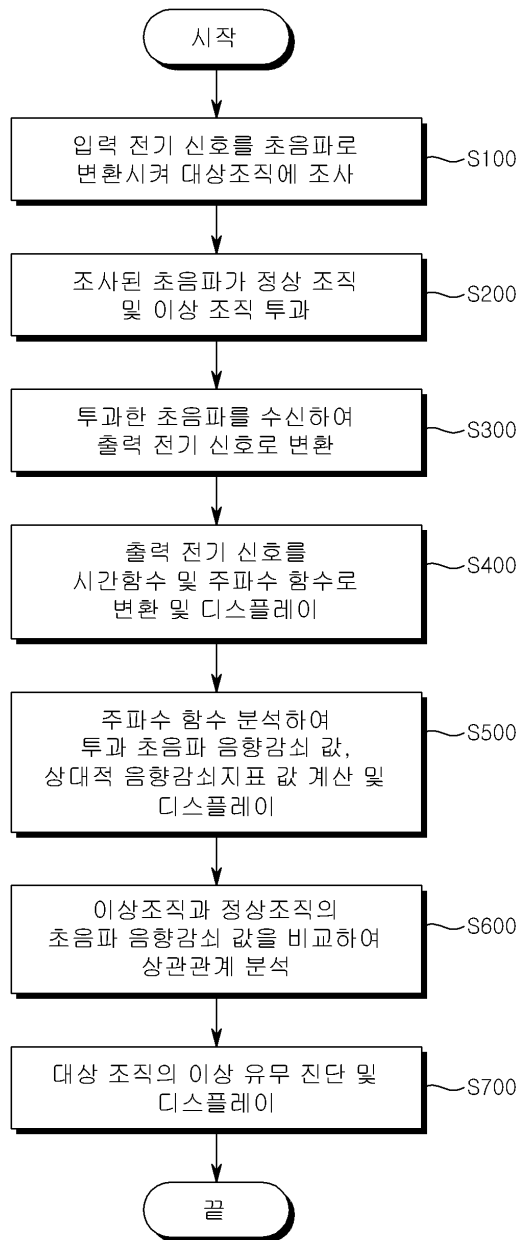 시작
입력 전기 신호를 초음파로
변환시켜 대상조직에 조사
S100
조사된 초음파가 정상 조직
및 이상 조직 투과
S200
투과한 초음파를 수신하여
출력 전기 신호로 변환
S300
출력 전기 신호를
시간함수 및 주파수 함수로
변환 및 디스플레이
S400
주파수 함수 분석하여
투과 초음파 음향감쇠 값,
상대적 음향감쇠지표 값 계산 및
디스플레이
S500
이상조직과 정상조직의
초음파 음향감쇠 값을 비교하여
상관관계 분석
S600
대상 조직의 이상 유무 진단 및
디스플레이
S700
끝